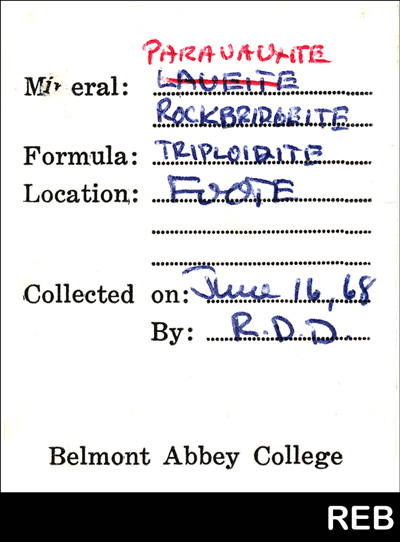 PARAVAUXITE
Mineral: LAUEITE
ROCKBRIDGEITE
Formula: TRIPLOIDITE
Location: FOOTE
Collected on: June 16, 68
By: R.D.D.
Belmont Abbey College
REB